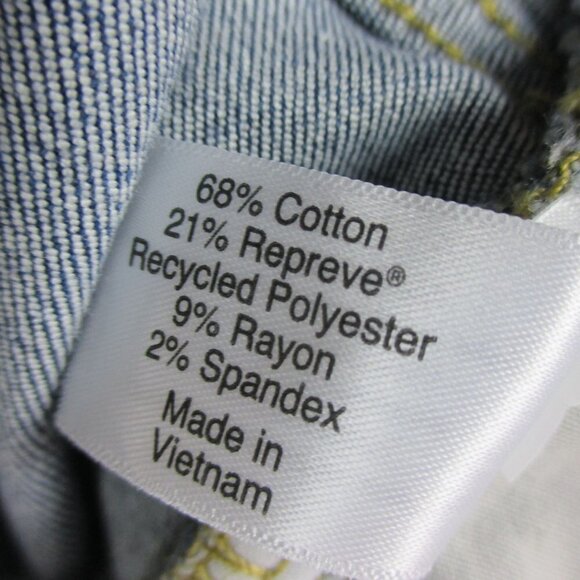 68% Cotton
21% Repreve®
Recycled Polyester
9% Rayon
2% Spandex
Made in
Vietnam